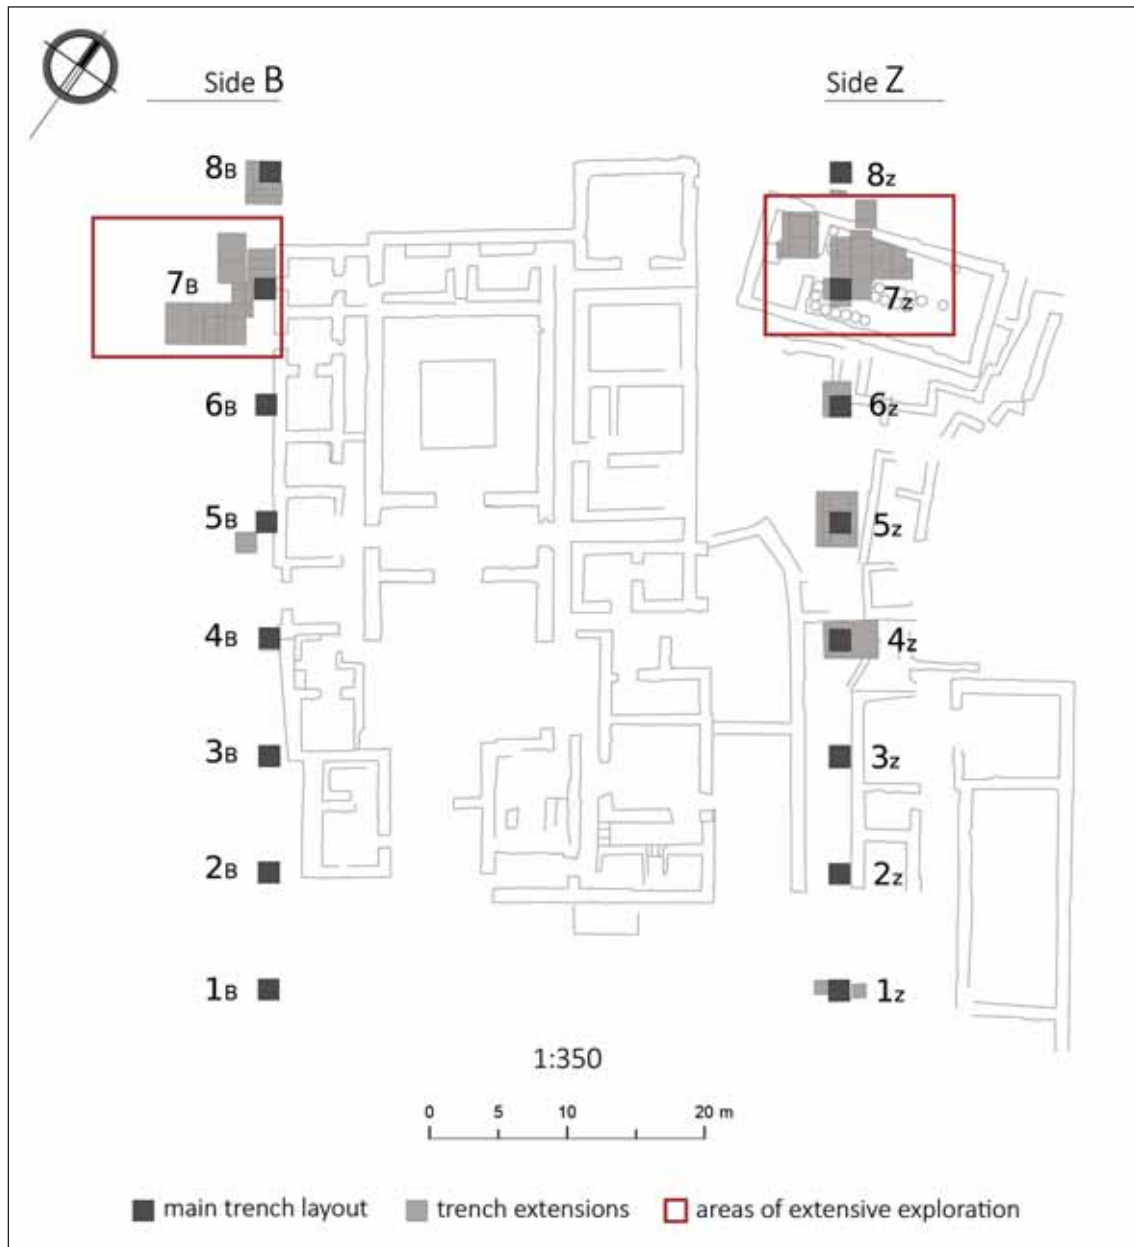 Side B
Side Z
8B
8z
7B
7z
6B
6z
5B
5z
4B
4z
3B
3z
2B
2z
1B
1z
1:350
0 5 10 20 m
main trench layout trench extensions areas of extensive exploration